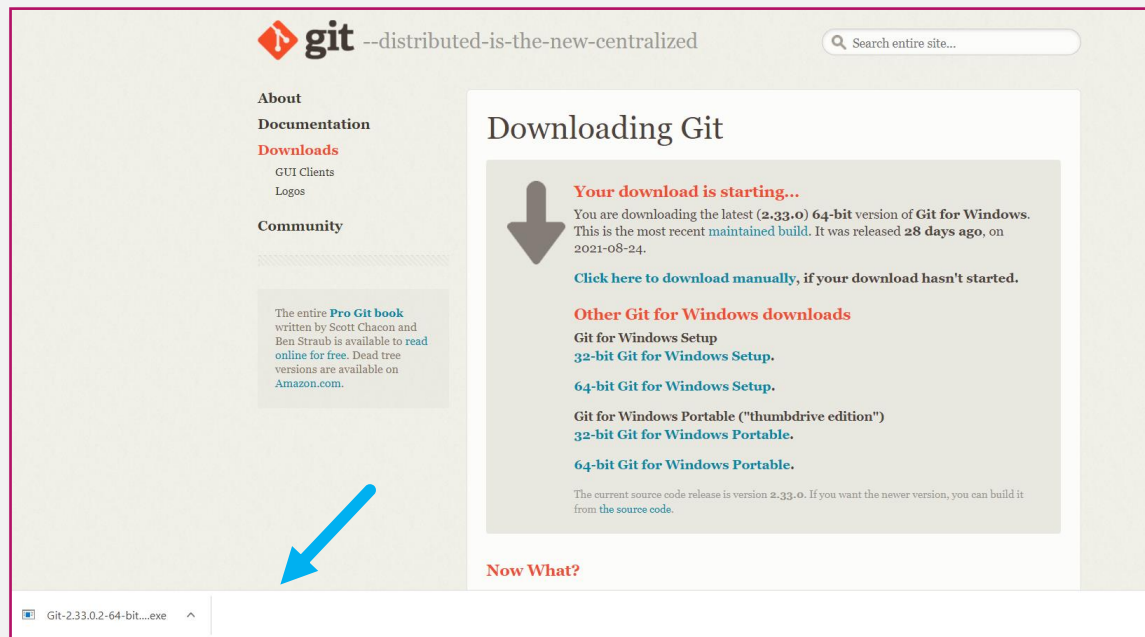 git --distributed-is-the-new-centralized
Search entire site...
About
Documentation
Downloads
GUI Clients
Logos
Community
The entire Pro Git book
written by Scott Chacon and
Ben Straub is available to read
online for free. Dead tree
versions are available on
Amazon.com.
Downloading Git
Your download is starting...
You are downloading the latest (2.33.0) 64-bit version of Git for Windows.
This is the most recent maintained build. It was released 28 days ago, on
2021-08-24.
Click here to download manually, if your download hasn't started.
Other Git for Windows downloads
Git for Windows Setup
32-bit Git for Windows Setup.
64-bit Git for Windows Setup.
Git for Windows Portable ("thumbdrive edition")
32-bit Git for Windows Portable.
64-bit Git for Windows Portable.
The current source code release is version 2.33.0. If you want the newer version, you can build it
from the source code.
Now What?
Git-2.33.0.2-64-bit....exe